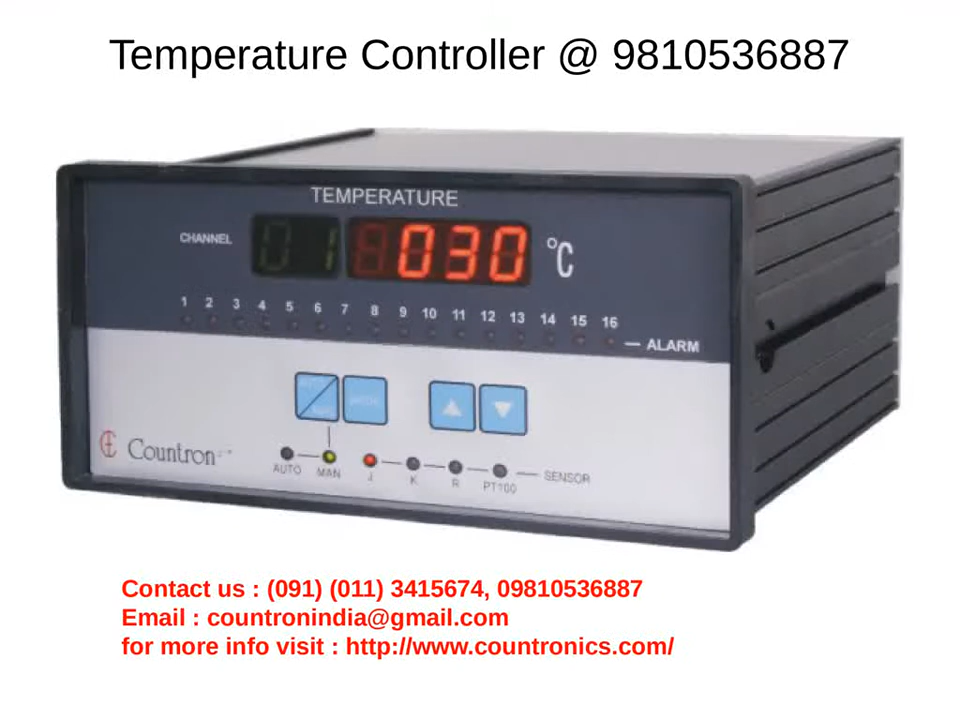 Temperature Controller @ 9810536887
TEMPERATURE
CHANNEL
01 030 °C
1 2 3 4 5 6 7 8 9 10 11 12 13 14 15 16
ALARM
Countron
AUTO MAN J K R PT100 SENSOR
Contact us : (091) (011) 3415674, 09810536887
Email : countronindia@gmail.com
for more info visit : http://www.countronics.com/